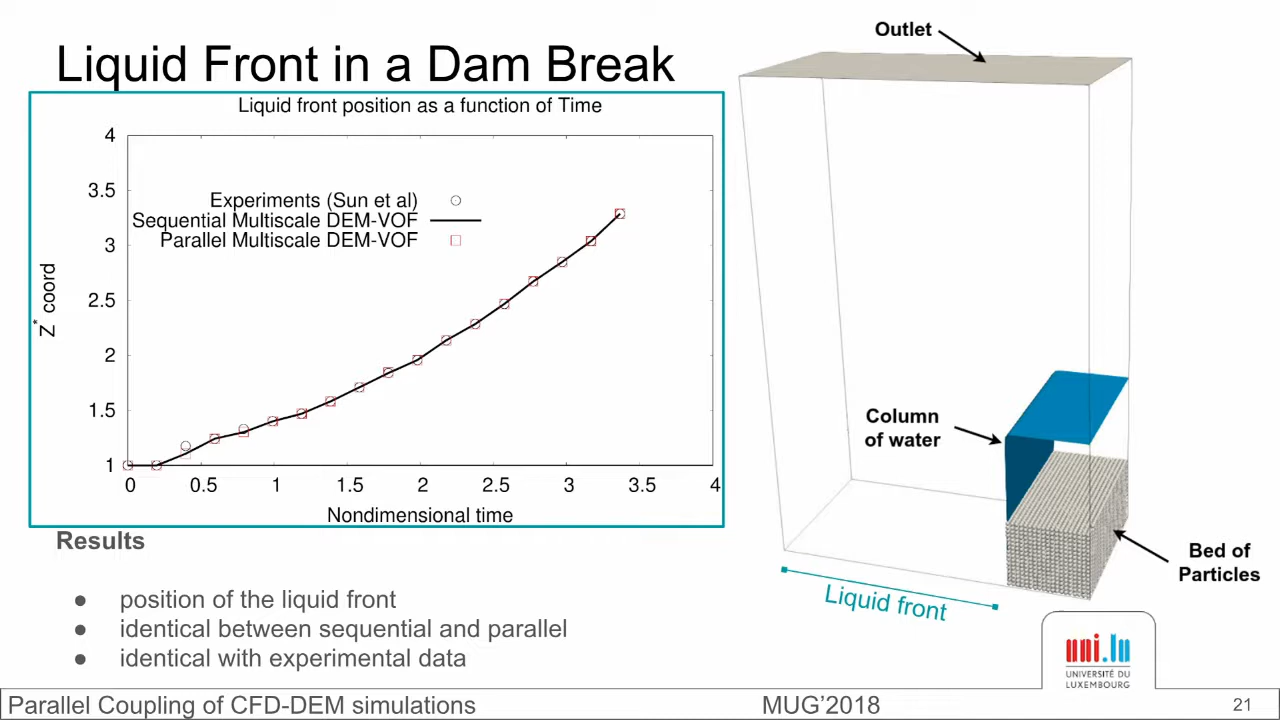 Liquid Front in a Dam Break
Liquid front position as a function of Time
4
3.5
3
2.5
2
1.5
1
Z* coord
Experiments (Sun et al)
Sequential Multiscale DEM-VOF
Parallel Multiscale DEM-VOF
0 0.5 1 1.5 2 2.5 3 3.5 4
Nondimensional time
Outlet
Column
of water
Bed of
Particles
Liquid front
Results
● position of the liquid front
● identical between sequential and parallel
● identical with experimental data
uni.lu
UNIVERSITÉ DU
LUXEMBOURG
Parallel Coupling of CFD-DEM simulations
MUG’2018
21